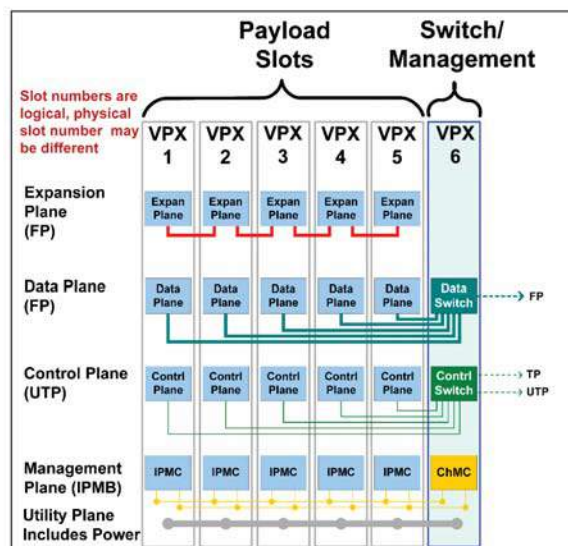 Payload
Slots
Switch/
Management
Slot numbers are
logical, physical
slot number may
be different
VPX
1
VPX
2
VPX
3
VPX
4
VPX
5
VPX
6
Expansion
Plane
(FP)
Expan
Plane
Expan
Plane
Expan
Plane
Expan
Plane
Expan
Plane
Data Plane
(FP)
Data
Plane
Data
Plane
Data
Plane
Data
Plane
Data
Plane
Data
Switch
FP
Control Plane
(UTP)
Contrl
Plane
Contrl
Plane
Contrl
Plane
Contrl
Plane
Contrl
Plane
Contrl
Switch
TP
UTP
Management
Plane (IPMB)
IPMC
IPMC
IPMC
IPMC
IPMC
ChMC
Utility Plane
Includes Power